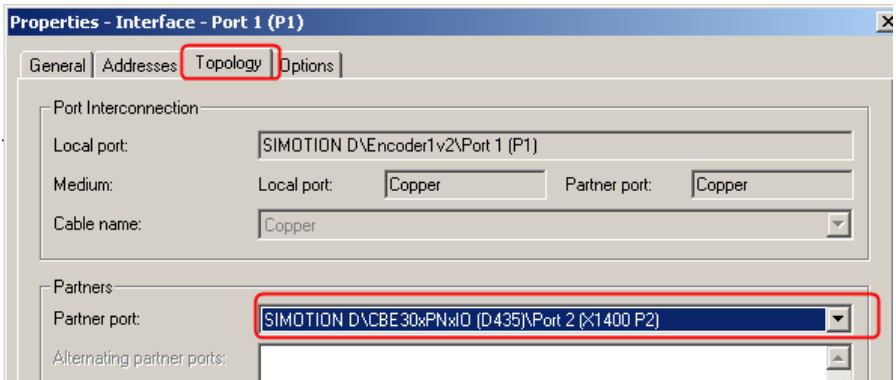 Properties - Interface - Port 1 (P1)
General Addresses Topology Options
Port Interconnection
Local port: SIMOTION D\Encoder1v2\Port 1 (P1)
Medium: Local port: Copper Partner port: Copper
Cable name: Copper
Partners
Partner port: SIMOTION D\CBE30xPNxIO (D435)\Port 2 (X1400 P2)
Alternating partner ports: